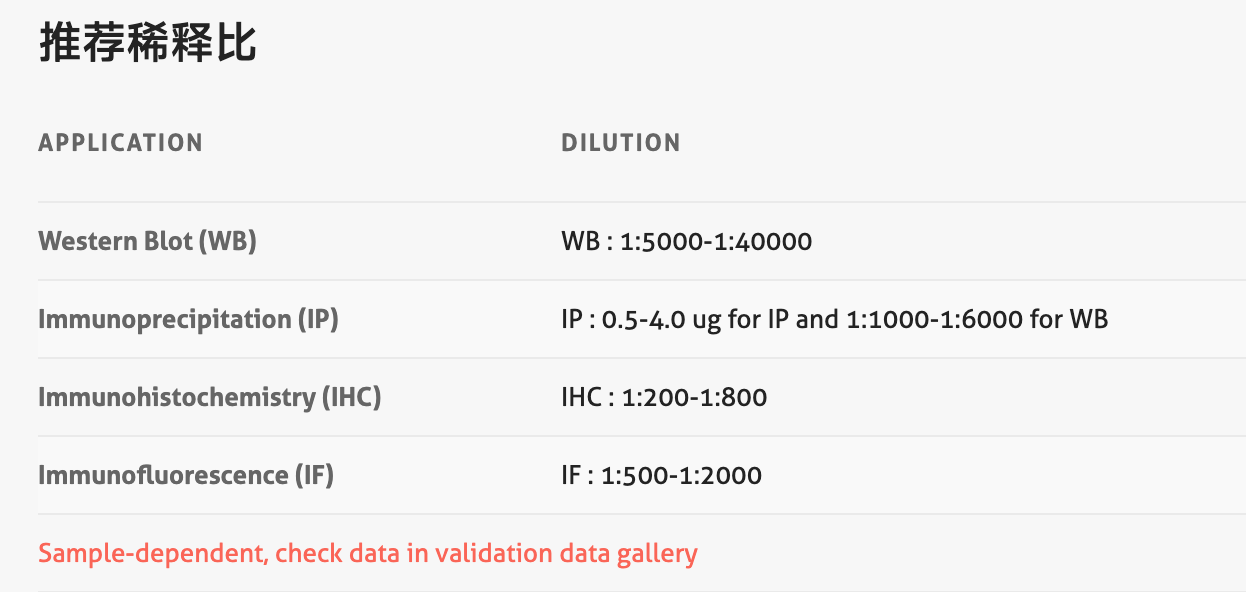 推荐稀释比
APPLICATION DILUTION
Western Blot (WB) WB : 1:5000-1:40000
Immunoprecipitation (IP) IP : 0.5-4.0 ug for IP and 1:1000-1:6000 for WB
Immunohistochemistry (IHC) IHC : 1:200-1:800
Immunofluorescence (IF) IF : 1:500-1:2000
Sample-dependent, check data in validation data gallery